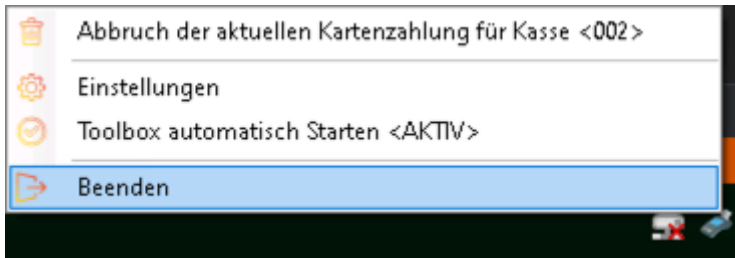 Abbruch der aktuellen Kartenzahlung für Kasse <002>
Einstellungen
Toolbox automatisch Starten <AKTIV>
Beenden